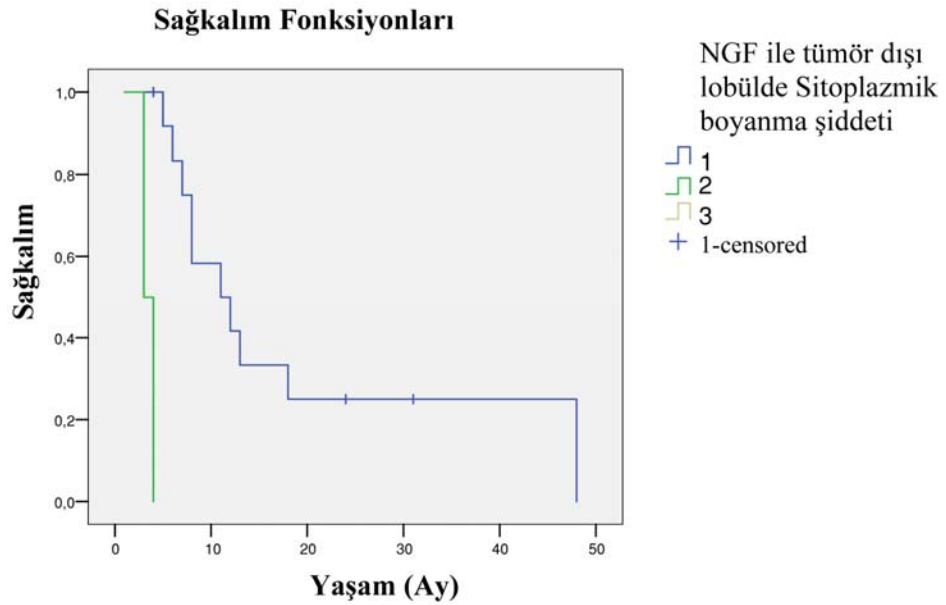 Sağkalım Fonksiyonları
NGF ile tümör dışı
lobülde Sitoplazmik
boyanma şiddeti
1
2
3
1-censored
Sağkalım
1,0
0,8
0,6
0,4
0,2
0,0
0 10 20 30 40 50
Yaşam (Ay)